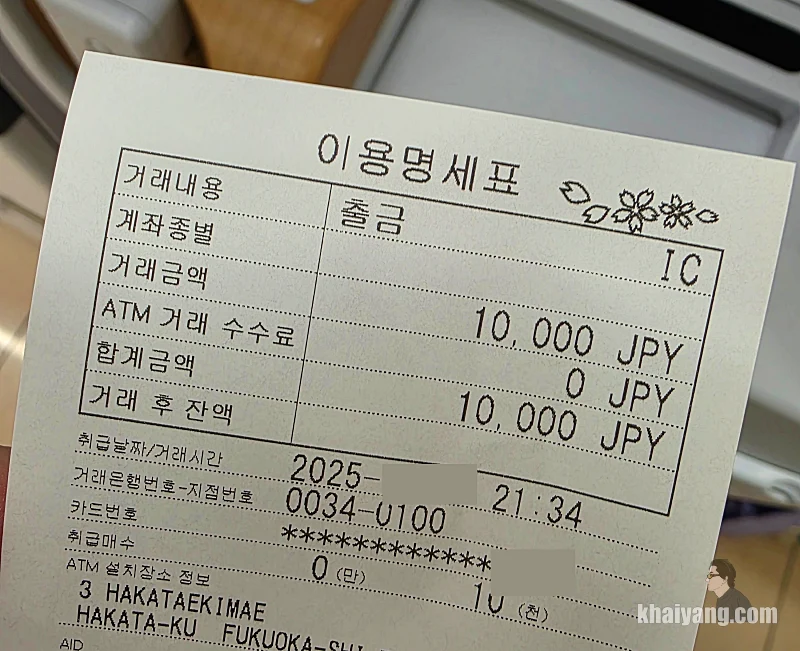 이용명세표
거래내용 출금
계좌종별 IC
거래금액 10,000 JPY
ATM 거래 수수료 0 JPY
합계금액 10,000 JPY
거래 후 잔액
취급날짜/거래시간 2025- 21:34
거래은행번호-지점번호 0034-0100
카드번호 ************
취급매수 0 (만) 10 (천)
ATM 설치장소 정보
3 HAKATAEKIMAE
HAKATA-KU FUKUOKA-SHI
AID
khaiyang.com